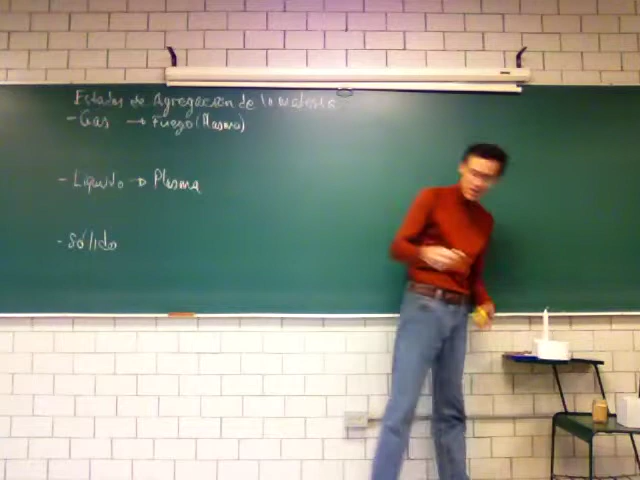 Estados de Agregación de la materia
- Gas → Fuego (Plasma)
- Líquido → Plasma
- Sólido